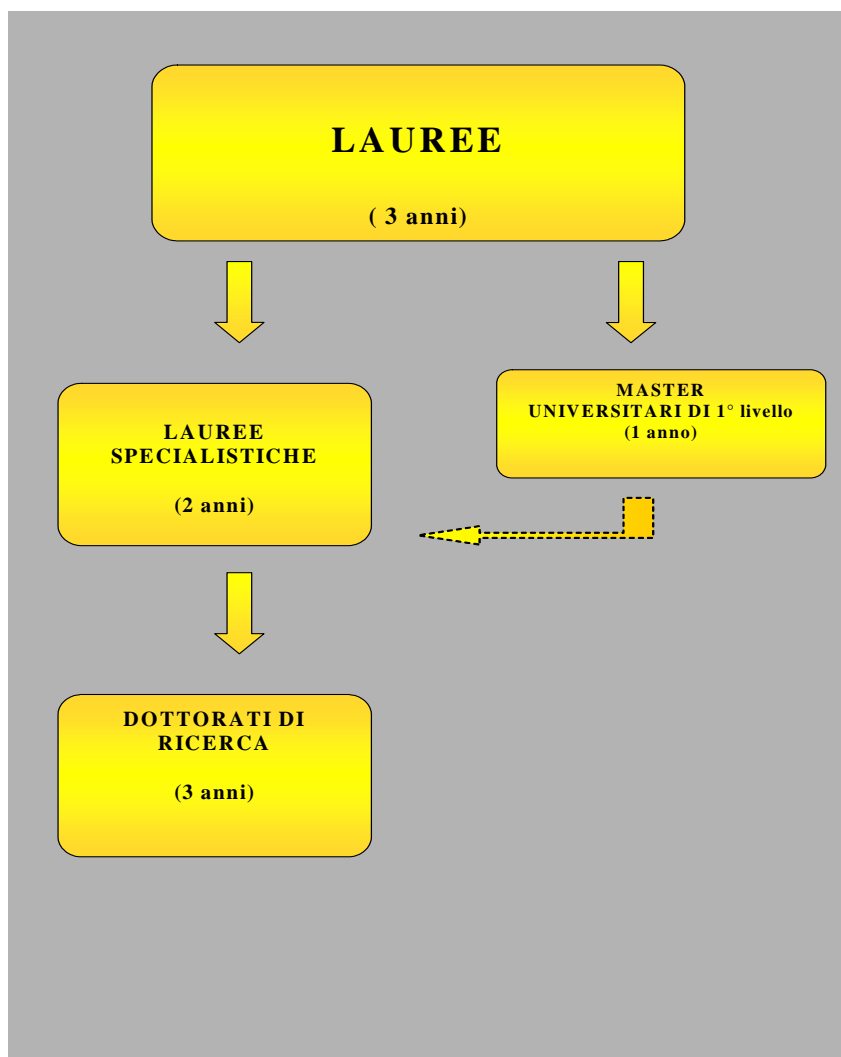 LAUREE
( 3 anni)
LAUREE
SPECIALISTICHE
(2 anni)
MASTER
UNIVERSITARI DI 1° livello
(1 anno)
DOTTORATI DI
RICERCA
(3 anni)